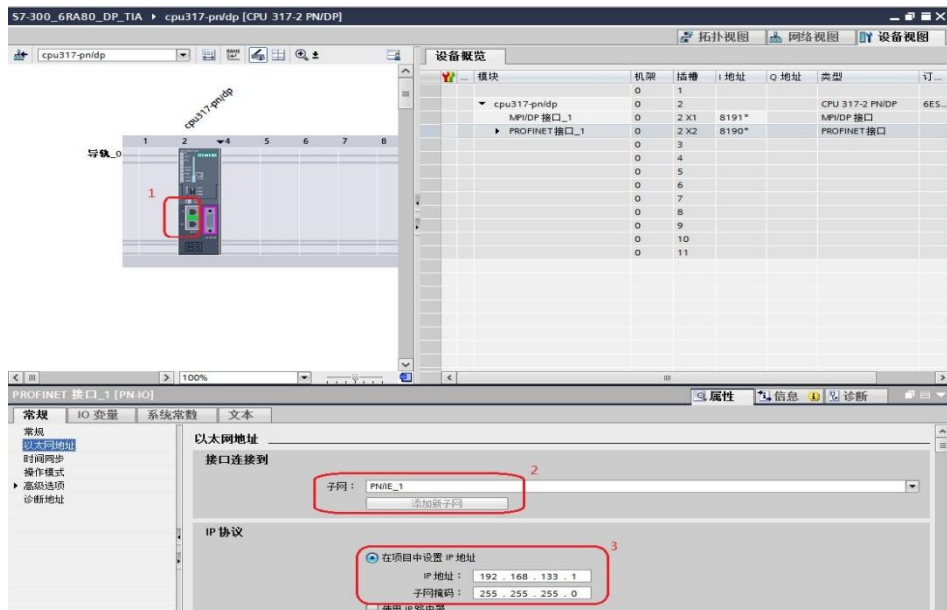 S7-300_6RA80_DP_TIA ▸ cpu317-pn/dp [CPU 317-2 PN/DP]
拓扑视图 网络视图 设备视图
cpu317-pn/dp
设备概览
... 模块 机架 插槽 I 地址 Q 地址 类型 订...
0 1
cpu317-pn/dp 0 2 CPU 317-2 PN/DP 6ES...
MPI/DP 接口_1 0 2 X1 8191* MPI/DP 接口
PROFINET 接口_1 0 2 X2 8190* PROFINET 接口
0 3
0 4
0 5
0 6
0 7
0 8
0 9
0 10
0 11
cpu317-pn/dp
1 2 4 5 6 7 8
导轨_0
SIEMENS
1
100%
PROFINET 接口_1 [PN-IO]
属性 信息 诊断
常规 IO 变量 系统常数 文本
常规
以太网地址
时间同步
操作模式
高级选项
诊断地址
以太网地址
接口连接到
2
子网： PN/IE_1
添加新子网
IP 协议
3
在项目中设置 IP 地址
IP 地址： 192 . 168 . 133 . 1
子网掩码： 255 . 255 . 255 . 0
使用 IP 路由器